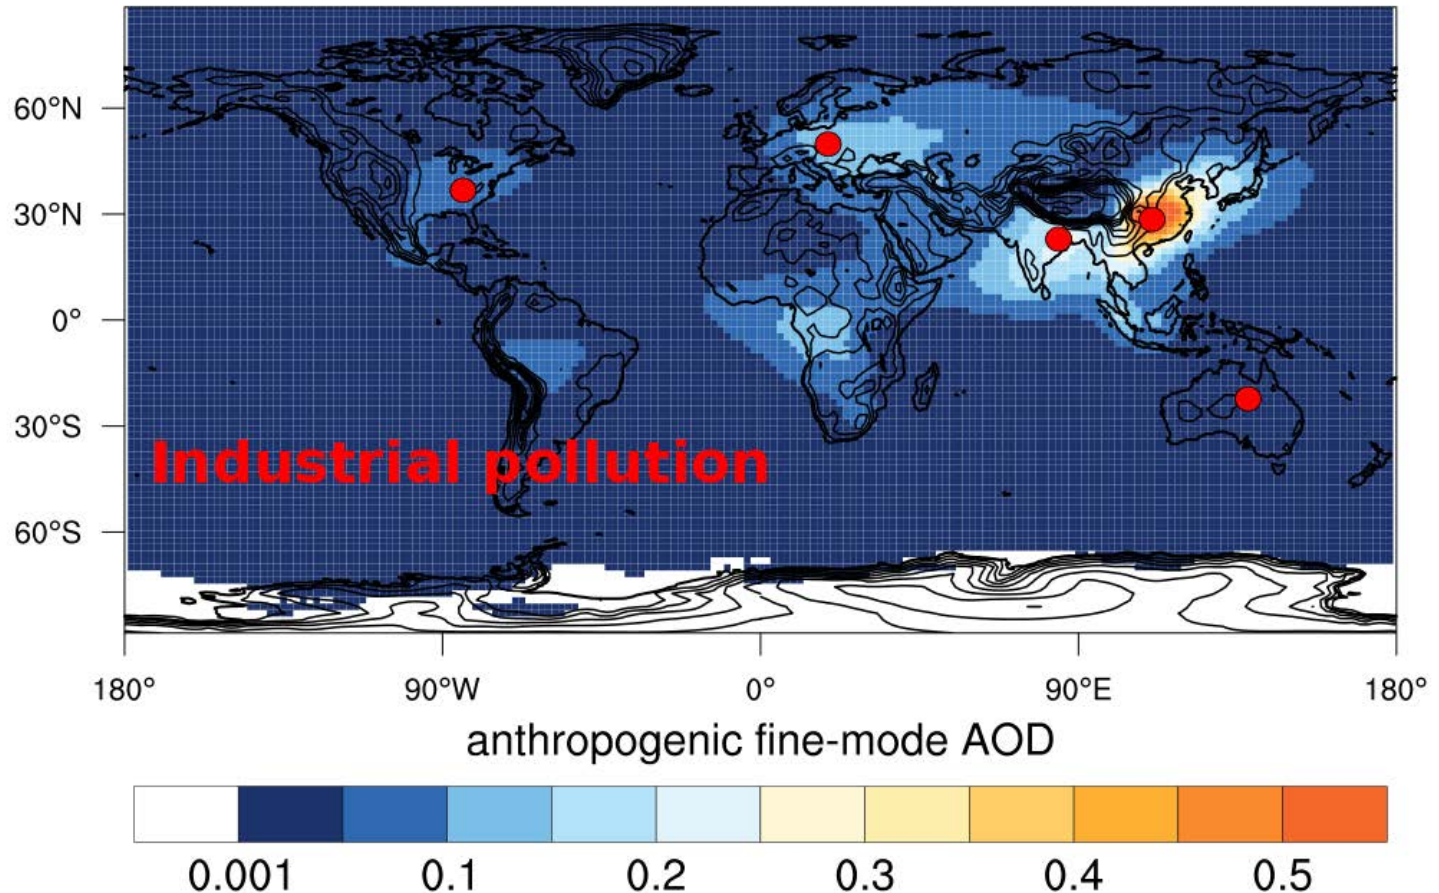 60°N
30°N
0°
30°S
Industrial pollution
60°S
180° 90°W 0° 90°E 180°
anthropogenic fine-mode AOD
0.001 0.1 0.2 0.3 0.4 0.5